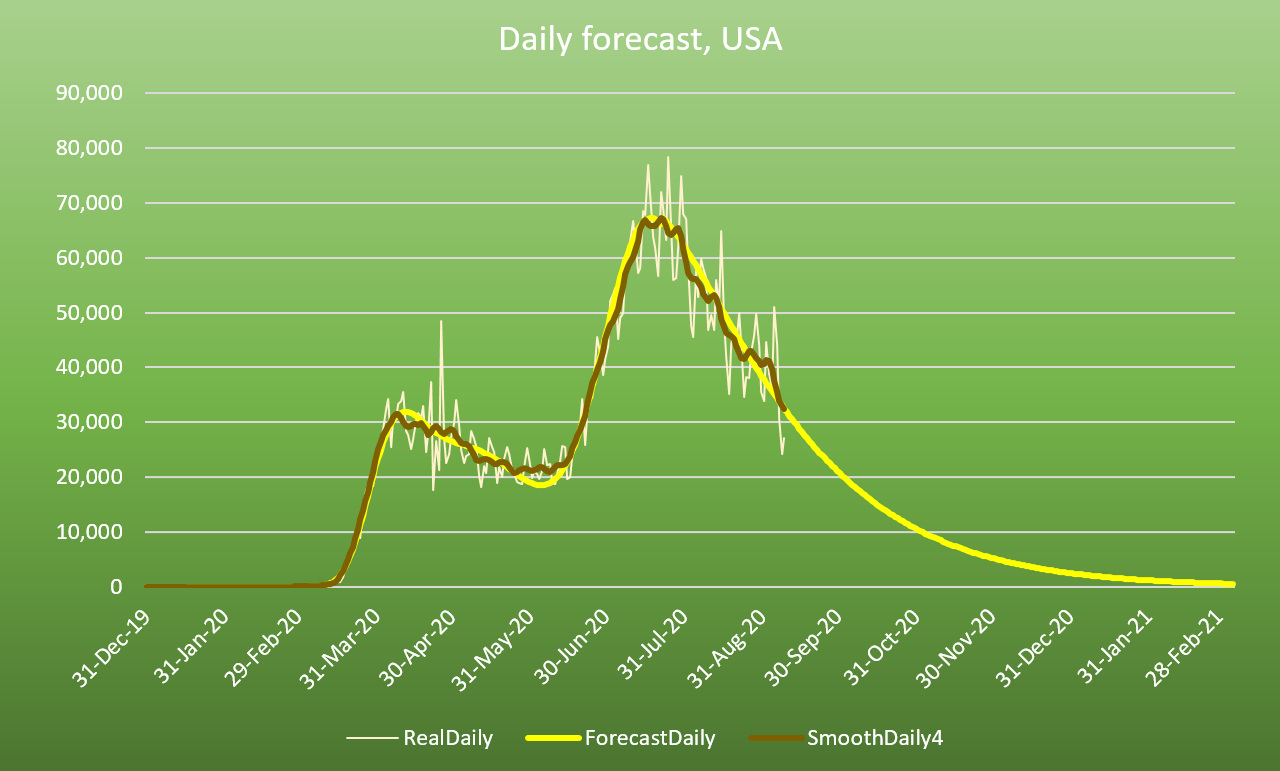 Daily forecast, USA
90,000
80,000
70,000
60,000
50,000
40,000
30,000
20,000
10,000
0
31-Dec-19
31-Jan-20
29-Feb-20
31-Mar-20
30-Apr-20
31-May-20
30-Jun-20
31-Jul-20
31-Aug-20
30-Sep-20
31-Oct-20
30-Nov-20
31-Dec-20
31-Jan-21
28-Feb-21
RealDaily ForecastDaily SmoothDaily4